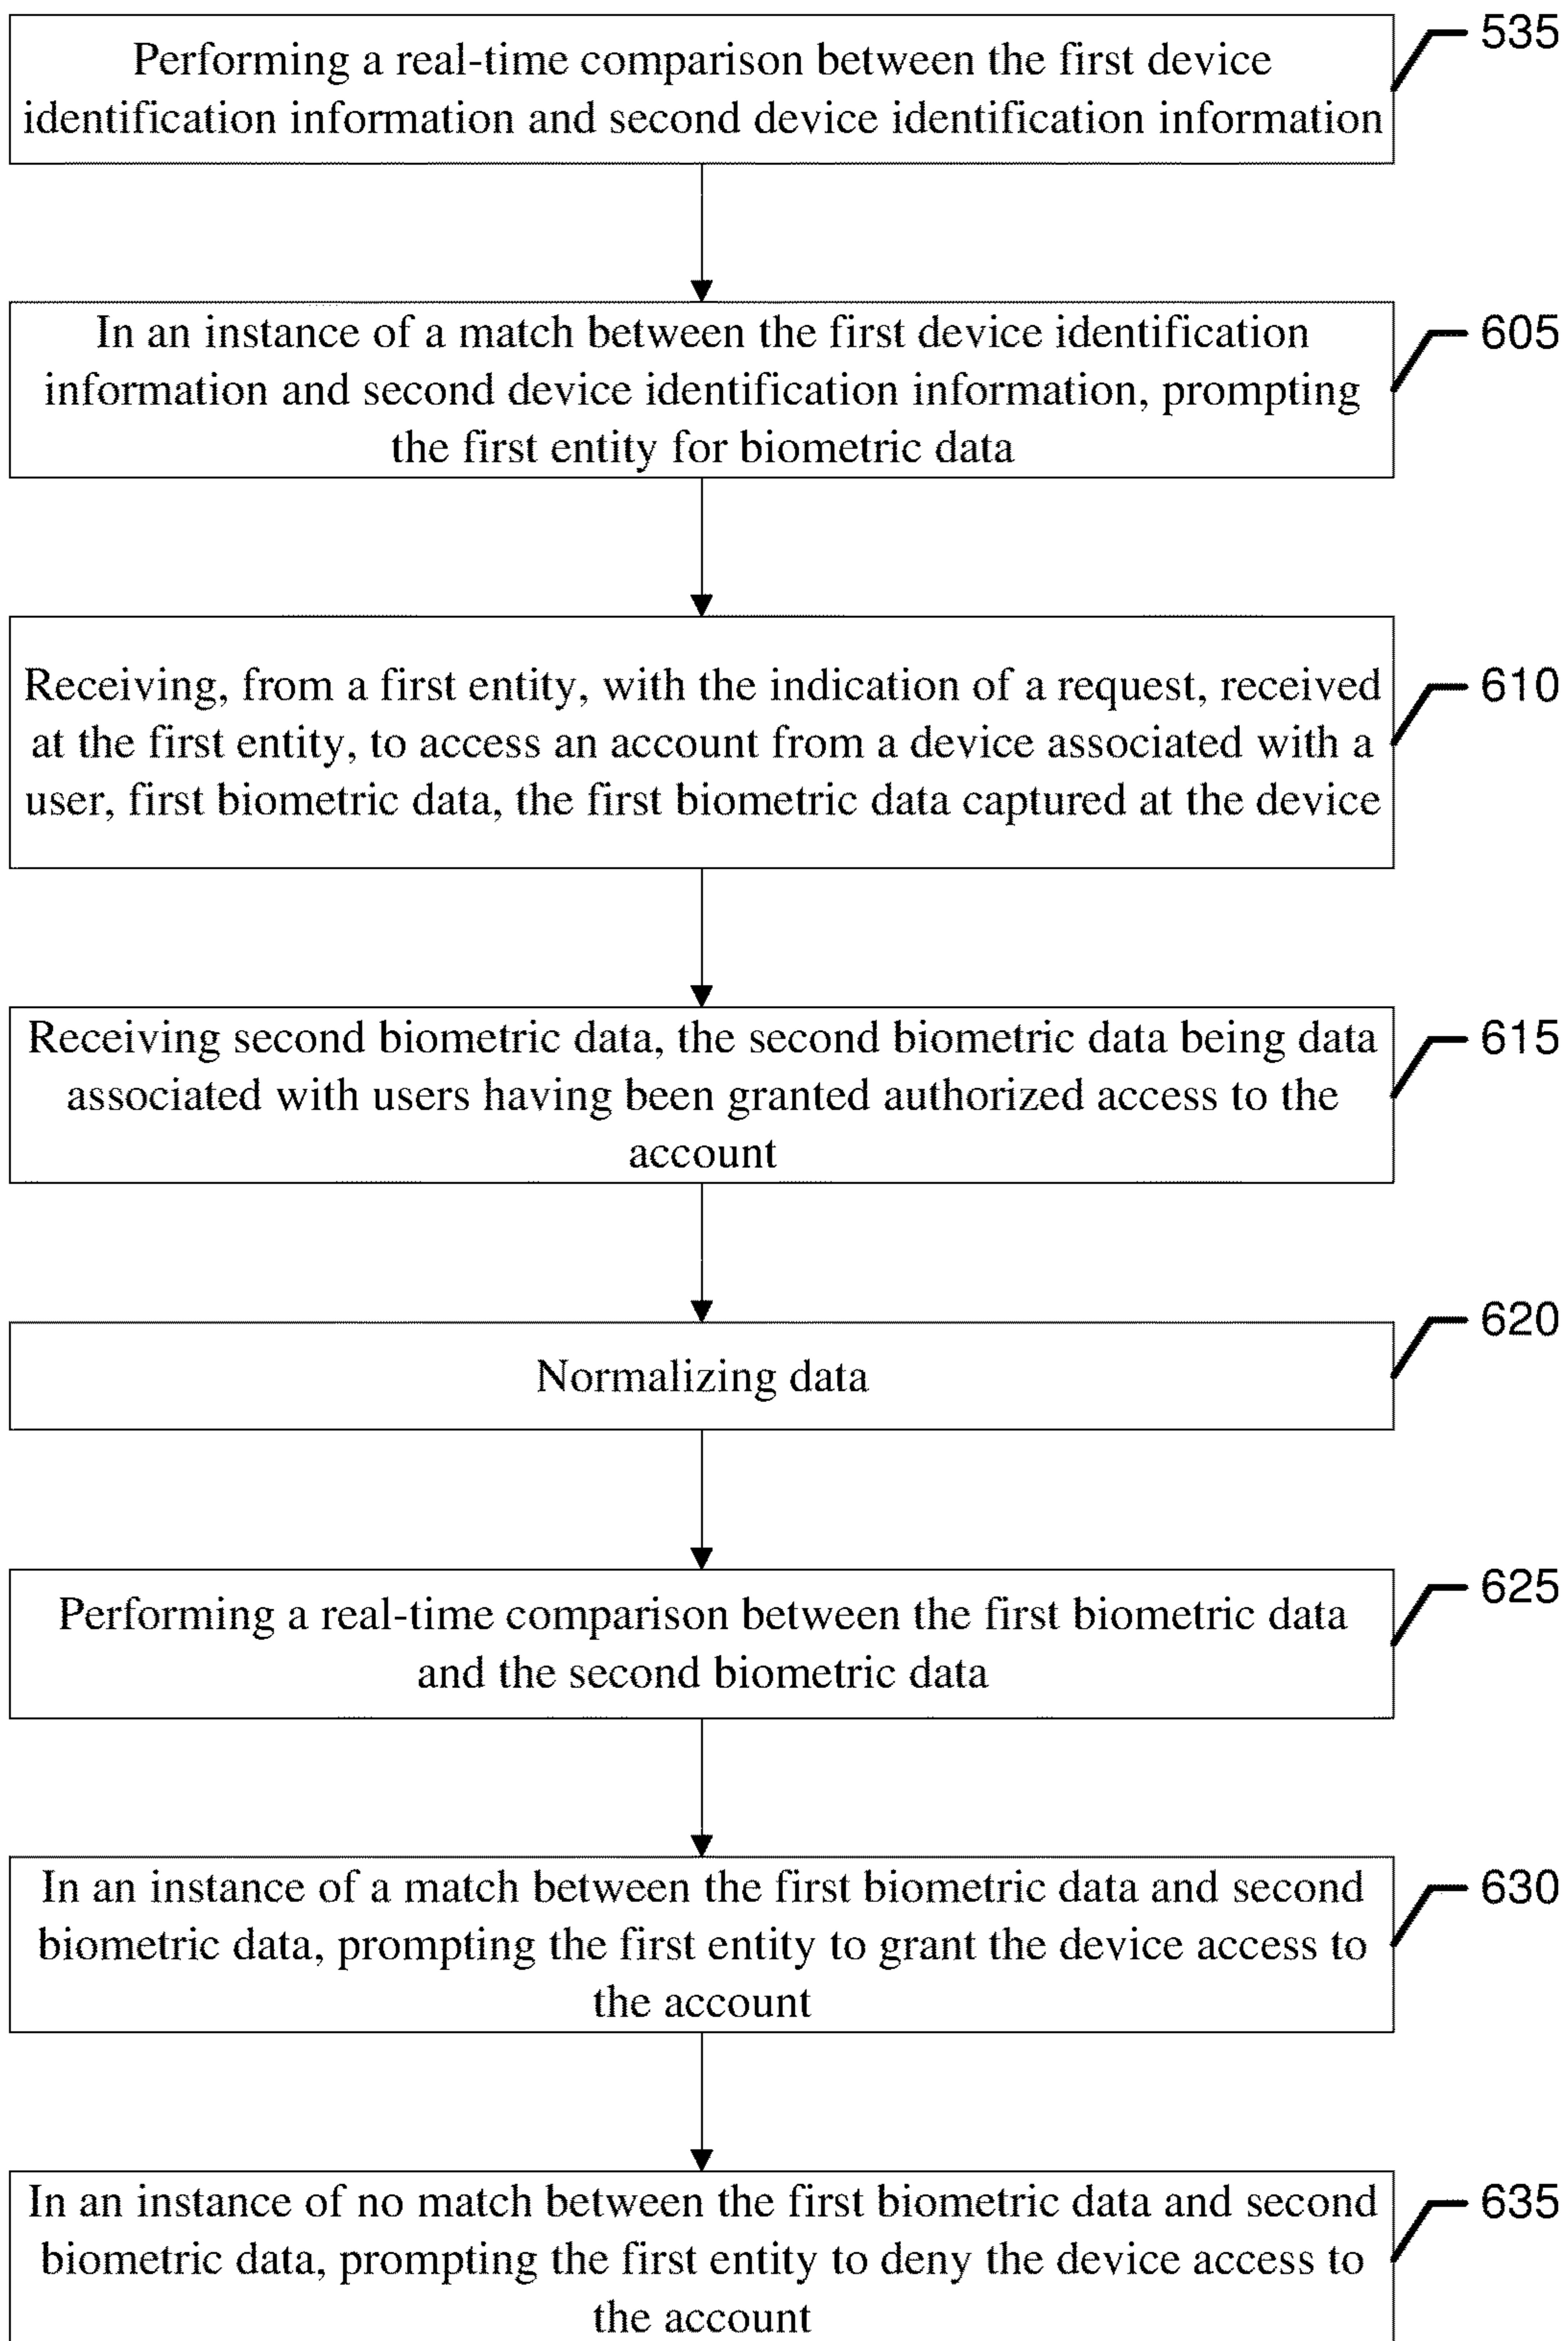 Performing a real-time comparison between the first device
identification information and second device identification information
535
In an instance of a match between the first device identification
information and second device identification information, prompting
the first entity for biometric data
605
Receiving, from a first entity, with the indication of a request, received
at the first entity, to access an account from a device associated with a
user, first biometric data, the first biometric data captured at the device
610
Receiving second biometric data, the second biometric data being data
associated with users having been granted authorized access to the
account
615
Normalizing data
620
Performing a real-time comparison between the first biometric data
and the second biometric data
625
In an instance of a match between the first biometric data and second
biometric data, prompting the first entity to grant the device access to
the account
630
In an instance of no match between the first biometric data and second
biometric data, prompting the first entity to deny the device access to
the account
635